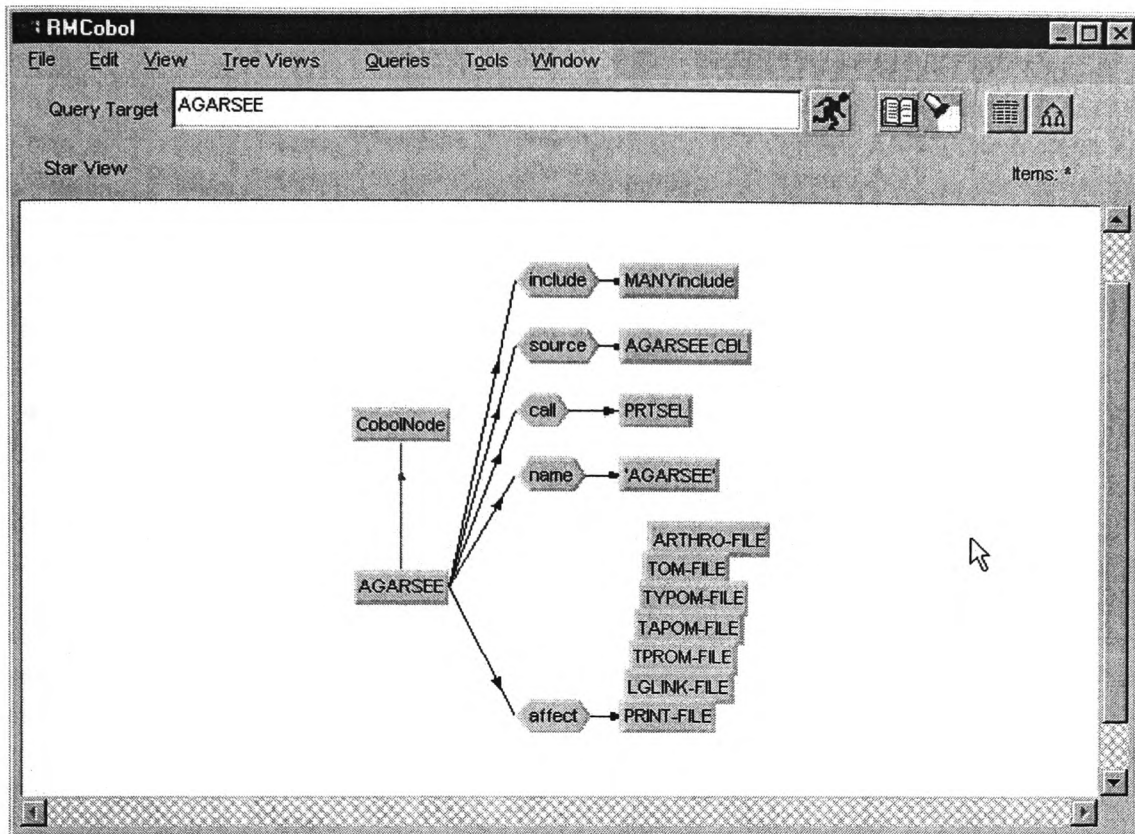 RMCobol
File Edit View Tree Views Queries Tools Window
Query Target AGARSEE
Star View Items: *
include MANYinclude
source AGARSEE.CBL
call PRTSEL
CobolNode
name 'AGARSEE'
ARTHRO-FILE
TOM-FILE
AGARSEE
TYPOM-FILE
TAPOM-FILE
TPROM-FILE
LGLINK-FILE
affect PRINT-FILE